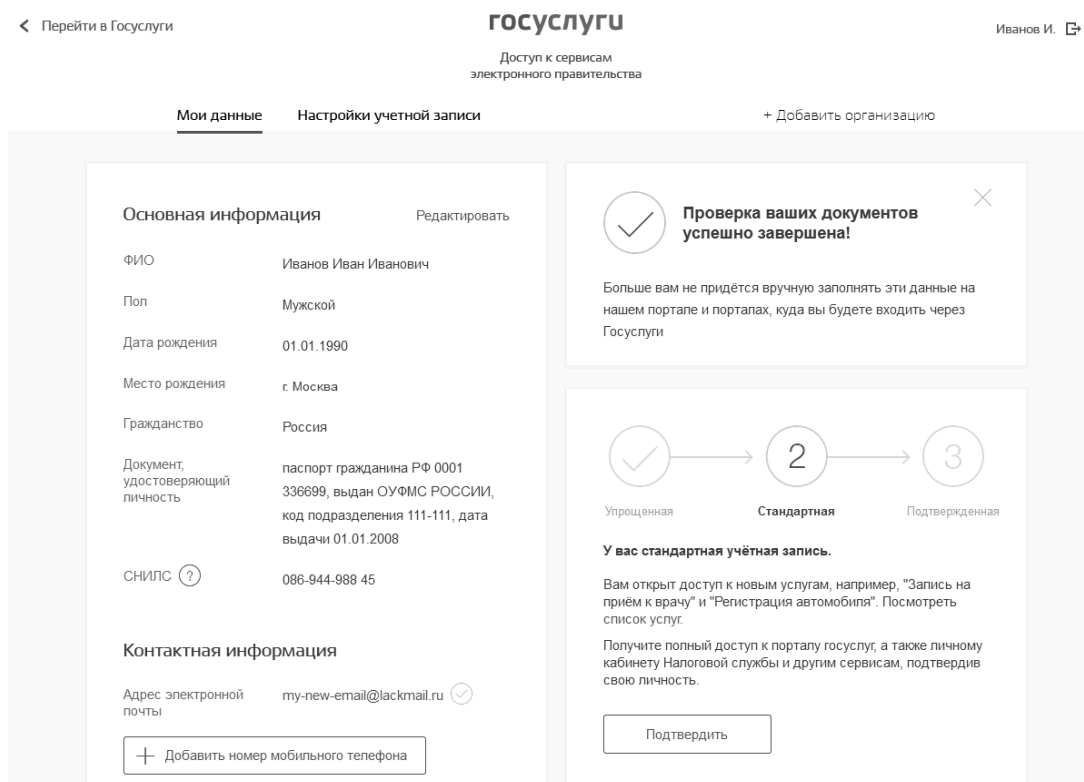 Перейти в Госуслуги
госуслуги
Иванов И.
Доступ к сервисам
электронного правительства
Мои данные
Настройки учетной записи
+ Добавить организацию
Основная информация
Редактировать
ФИО
Иванов Иван Иванович
Пол
Мужской
Дата рождения
01.01.1990
Место рождения
г. Москва
Гражданство
Россия
Документ,
удостоверяющий
личность
паспорт гражданина РФ 0001
336699, выдан ОУФМС РОССИИ,
код подразделения 111-111, дата
выдачи 01.01.2008
СНИЛС ?
086-944-988 45
Контактная информация
Адрес электронной
почты
my-new-email@lackmail.ru
Добавить номер мобильного телефона
Проверка ваших документов
успешно завершена!
Больше вам не придётся вручную заполнять эти данные на
нашем портале и порталах, куда вы будете входить через
Госуслуги
2
3
Упрощенная
Стандартная
Подтвержденная
У вас стандартная учётная запись.
Вам открыт доступ к новым услугам, например, "Запись на
приём к врачу" и "Регистрация автомобиля". Посмотреть
список услуг.
Получите полный доступ к порталу госуслуг, а также личному
кабинету Налоговой службы и другим сервисам, подтвердив
свою личность.
Подтвердить